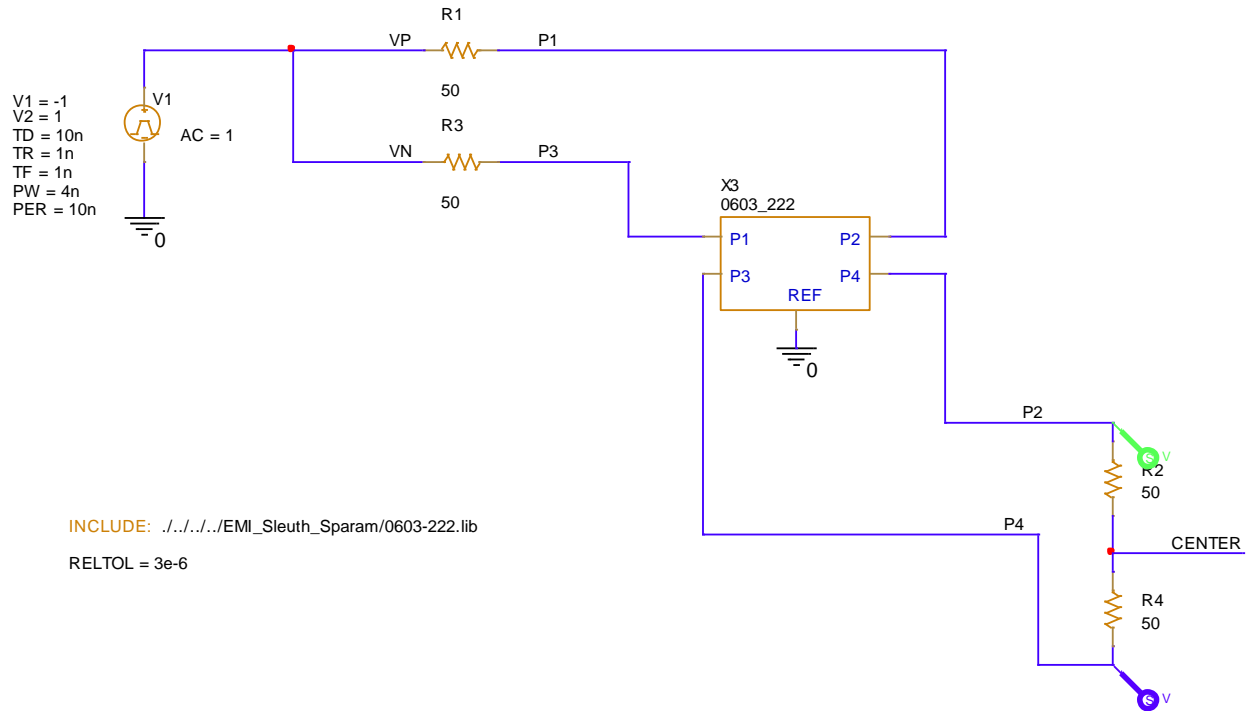 R1
VP
P1
50
V1
V1 = -1
V2 = 1
TD = 10n
TR = 1n
TF = 1n
PW = 4n
PER = 10n
AC = 1
0
R3
VN
P3
50
X3
0603_222
P1
P2
P3
P4
REF
0
P2
V
S
R2
50
P4
CENTER
R4
50
V
S
INCLUDE: ./../../../EMI_Sleuth_Sparam/0603-222.lib
RELTOL = 3e-6